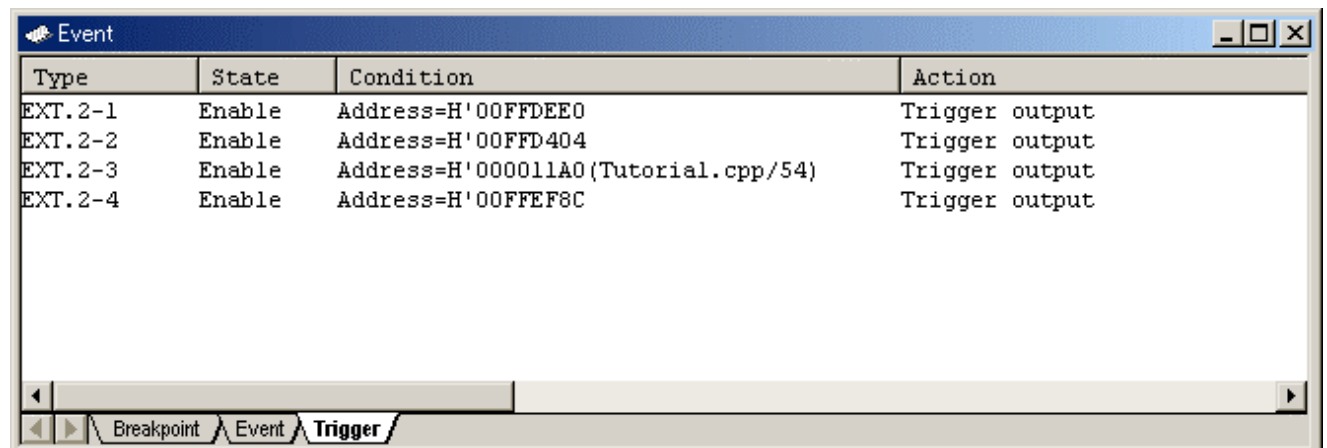 Event
Type State Condition Action
EXT.2-1 Enable Address=H'00FFDEE0 Trigger output
EXT.2-2 Enable Address=H'00FFD404 Trigger output
EXT.2-3 Enable Address=H'000011A0(Tutorial.cpp/54) Trigger output
EXT.2-4 Enable Address=H'00FFEF8C Trigger output
Breakpoint Event Trigger